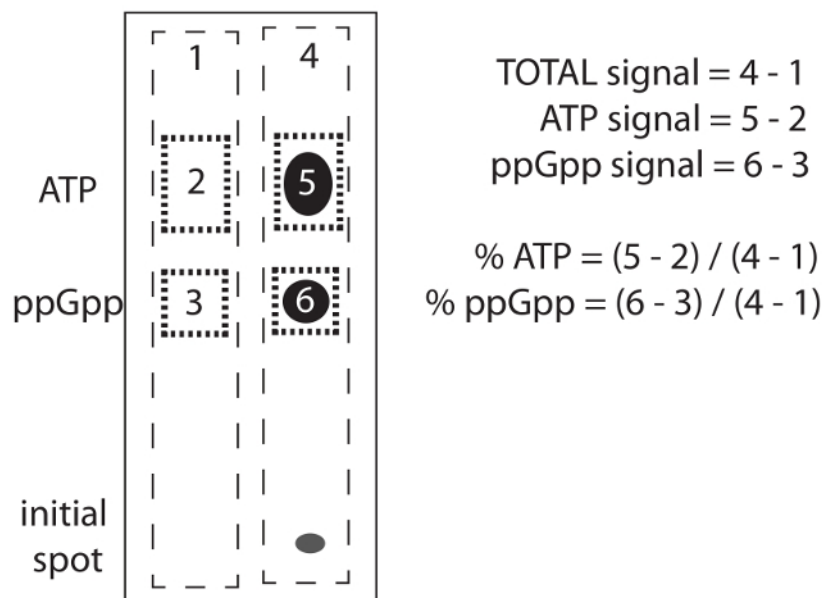 1 4
TOTAL signal = 4 - 1
ATP signal = 5 - 2
ppGpp signal = 6 - 3
ATP 2 5
% ATP = (5 - 2) / (4 - 1)
ppGpp 3 6
% ppGpp = (6 - 3) / (4 - 1)
initial
spot